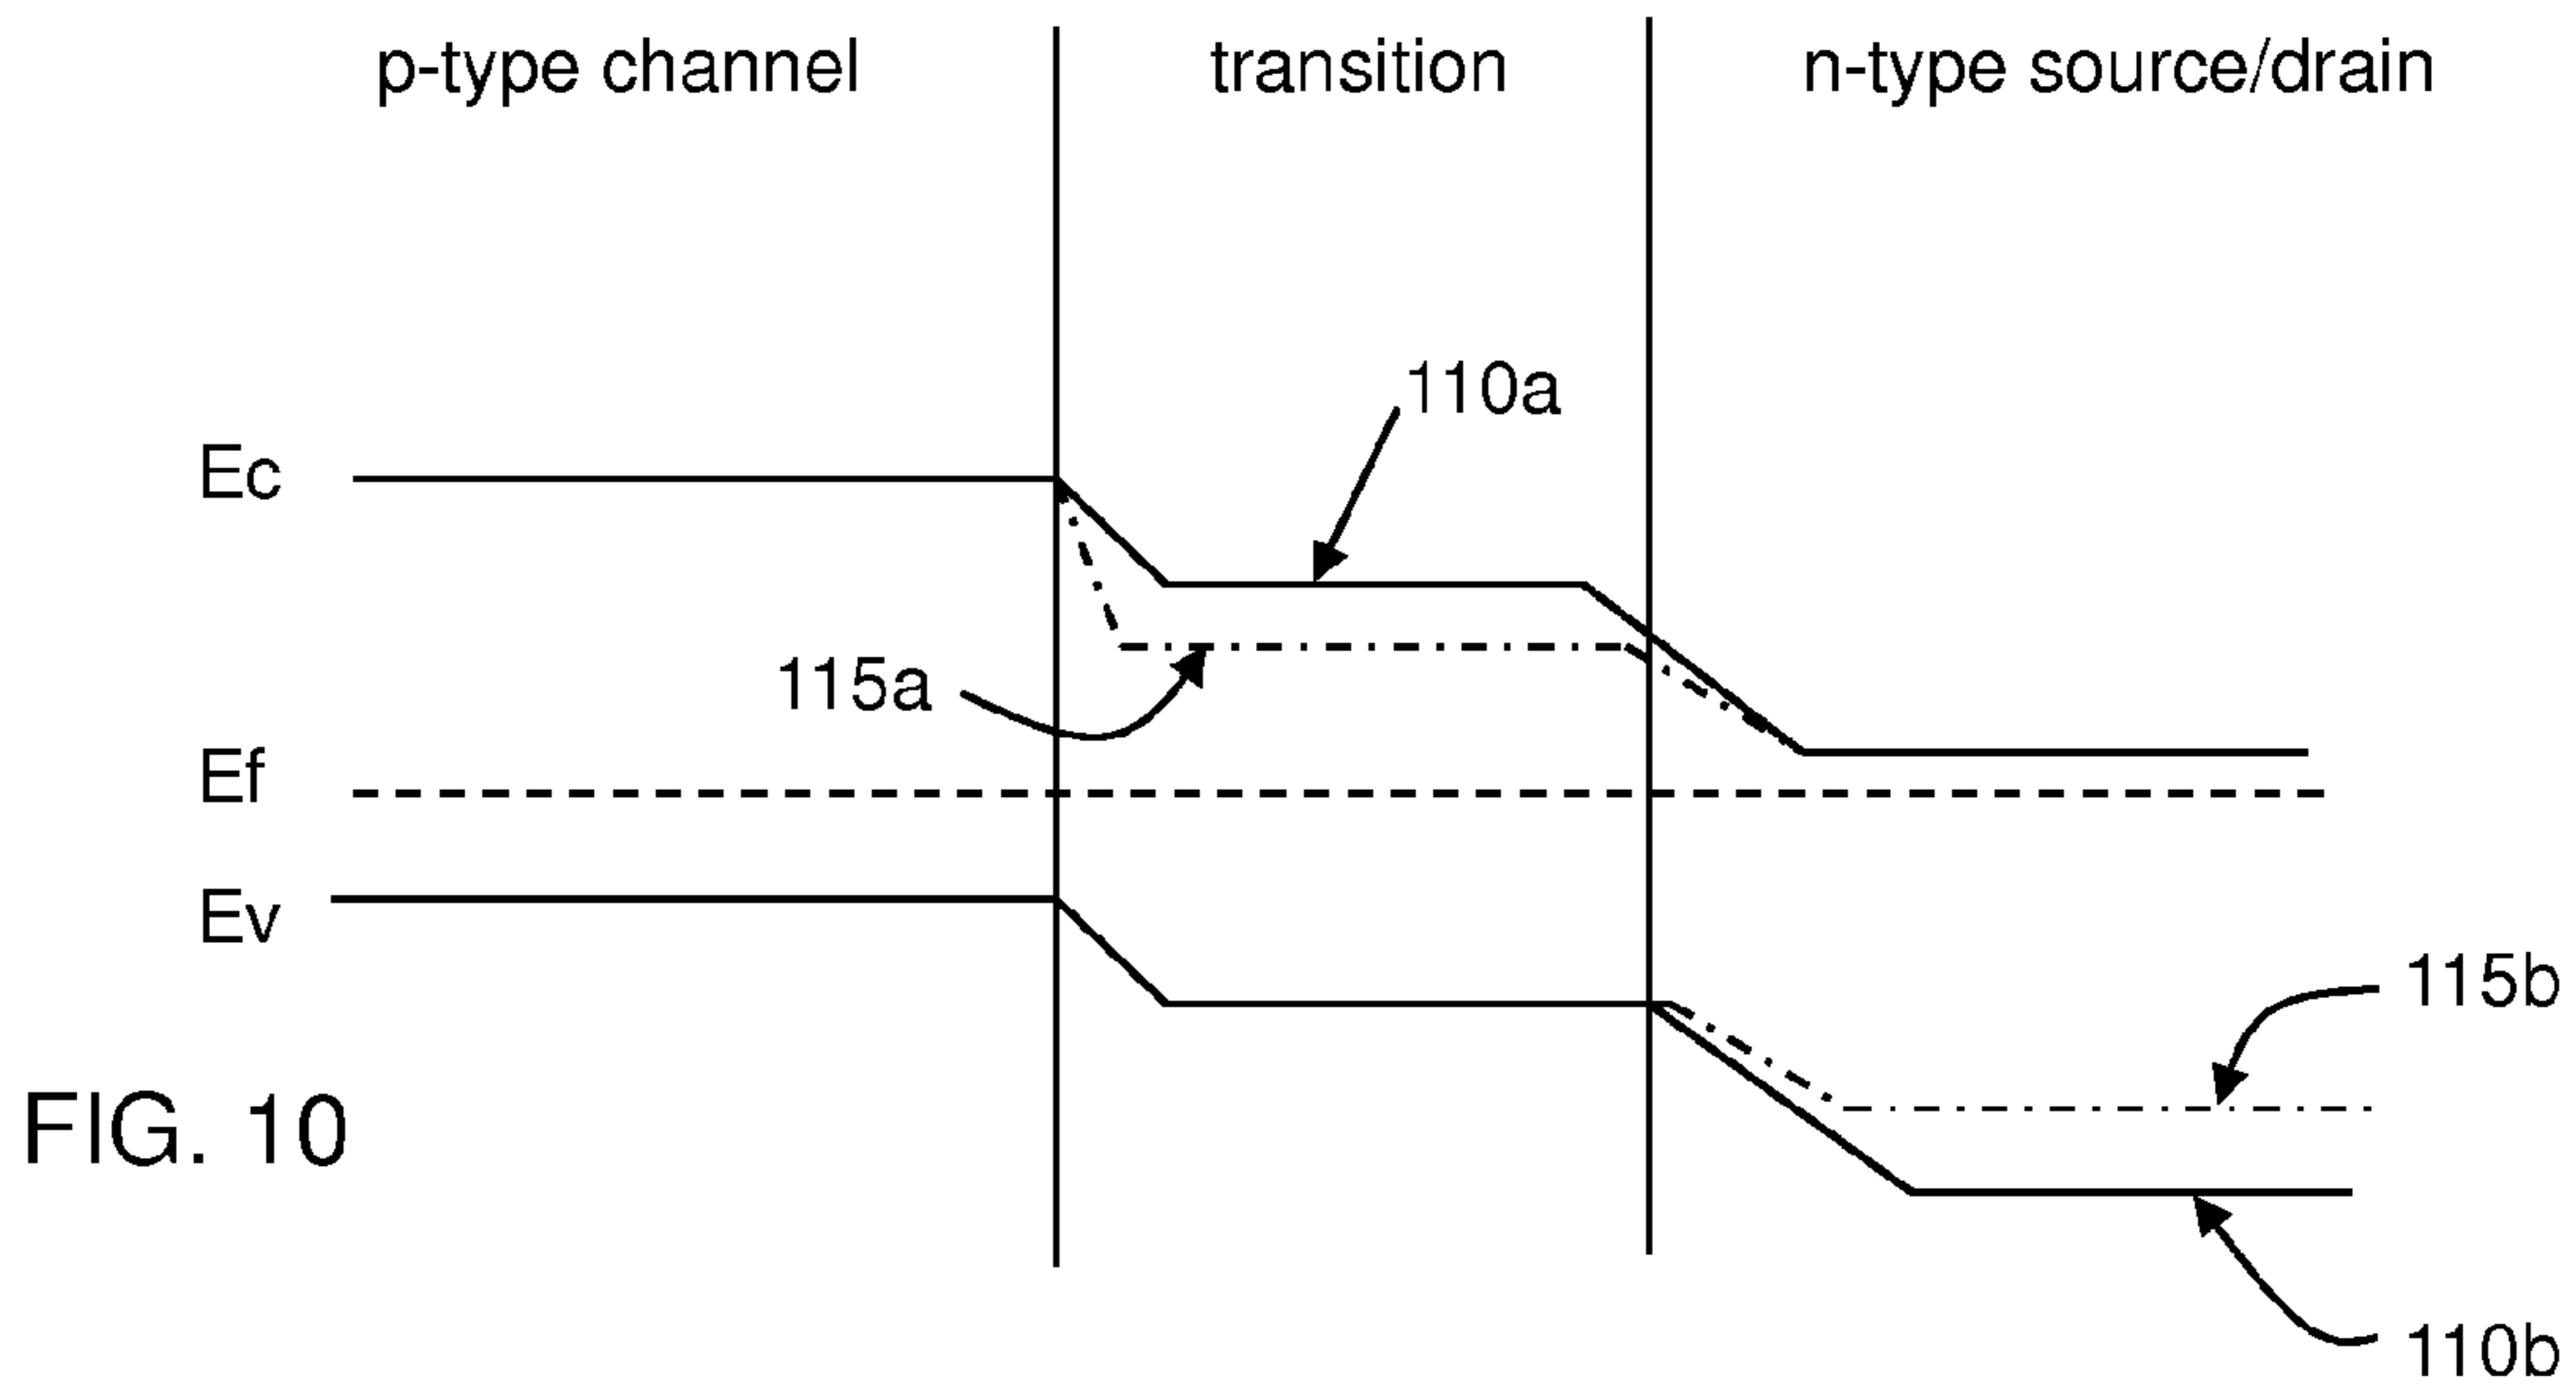 p-type channel
transition
n-type source/drain
110a
Ec
115a
Ef
Ev
115b
FIG. 10
110b